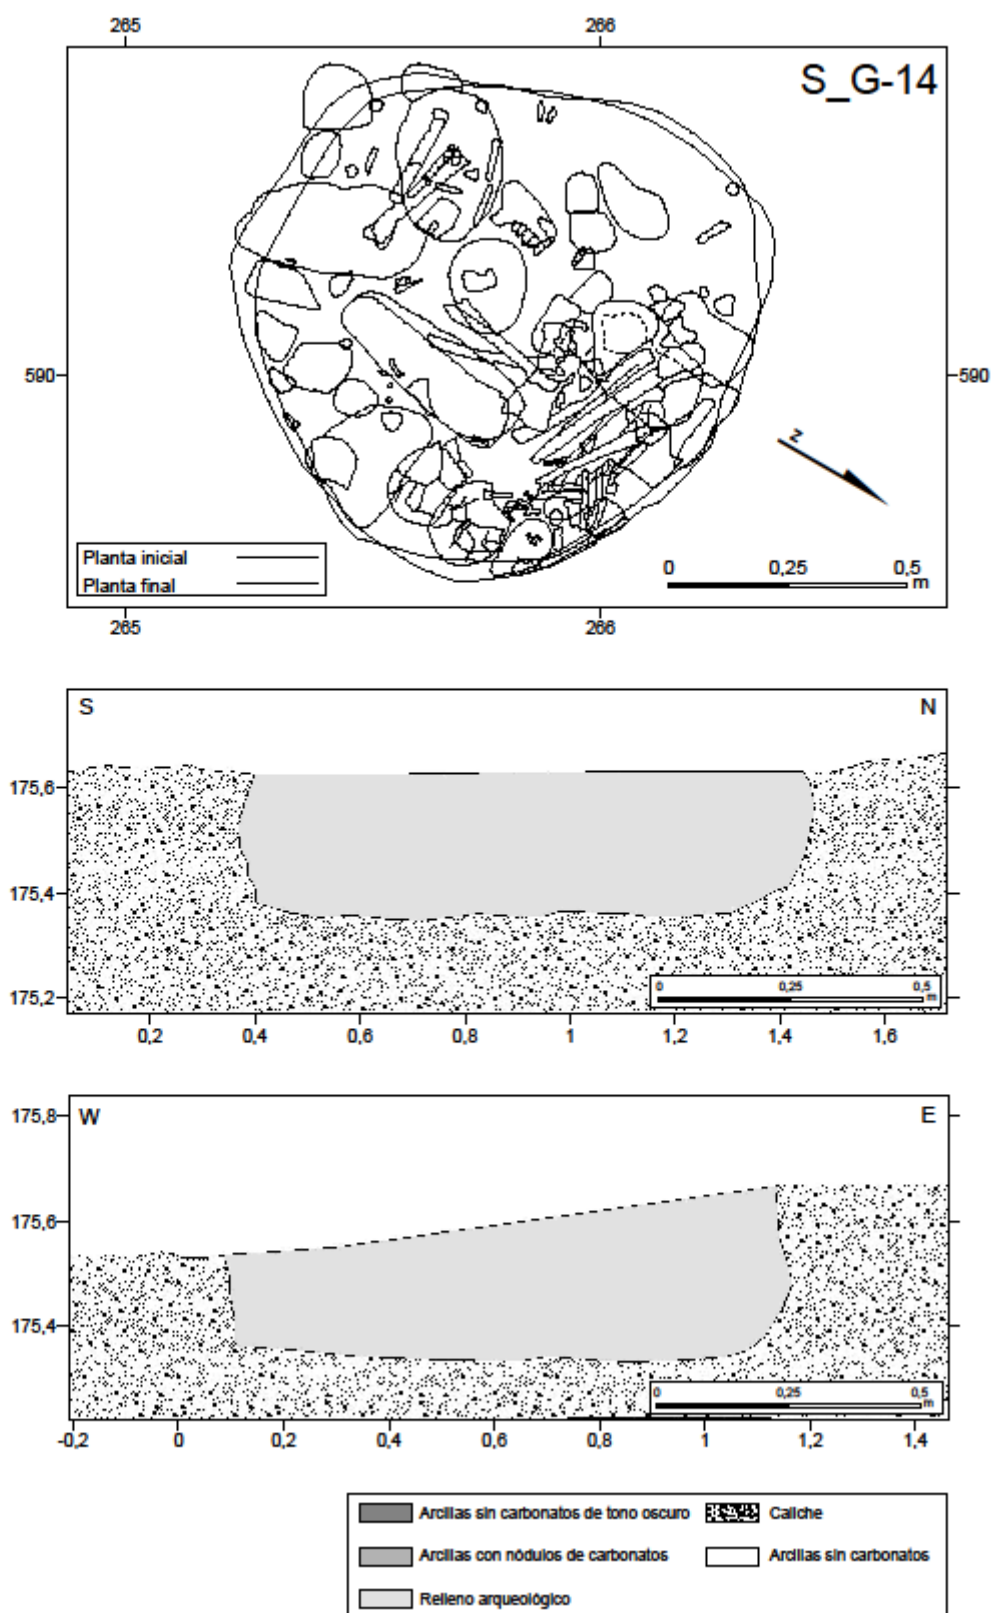 265 266
S_G-14
590 590
z
Planta inicial
Planta final
0 0,25 0,5
m
265 266
S N
175,6
175,4
175,2
0 0,25 0,5
m
0,2 0,4 0,6 0,8 1 1,2 1,4 1,6
175,8
W E
175,6
175,4
0 0,25 0,5
m
-0,2 0 0,2 0,4 0,6 0,8 1 1,2 1,4
Arcillas sin carbonatos de tono oscuro Caliche
Arcillas con nódulos de carbonatos Arcillas sin carbonatos
Relleno arqueológico